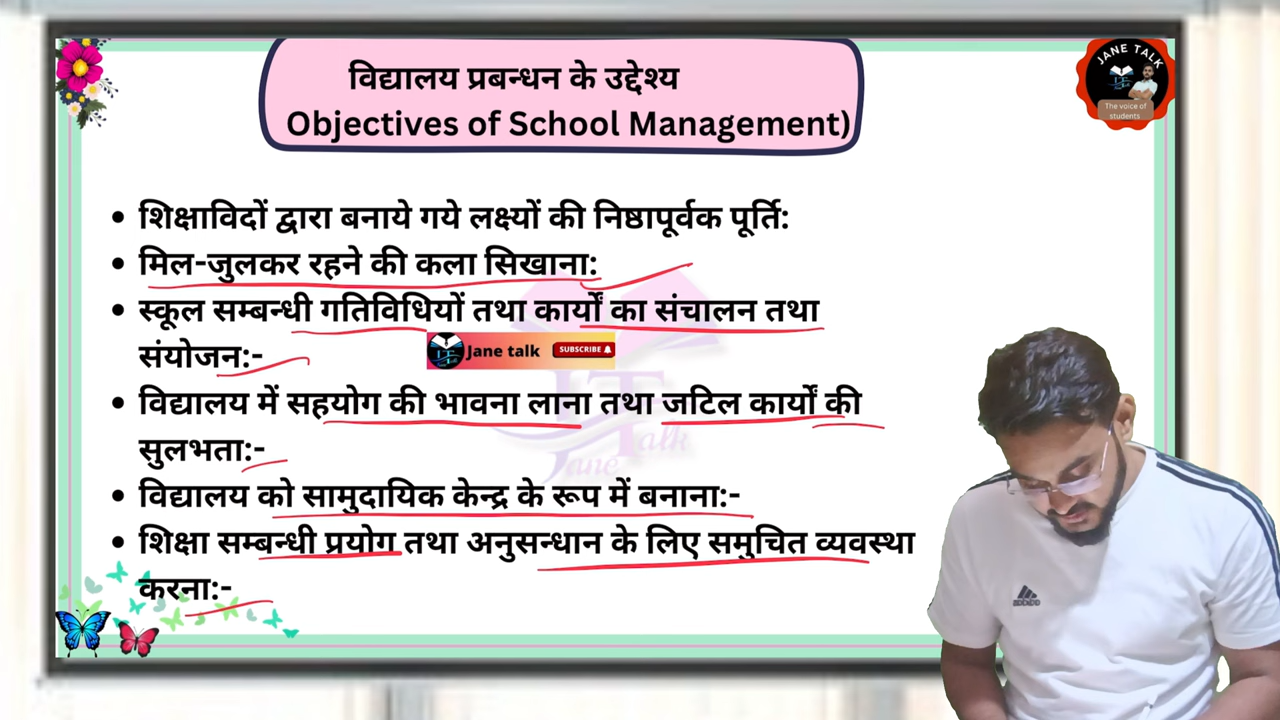 विद्यालय प्रबन्धन के उद्देश्य
Objectives of School Management)
JANE TALK
The voice of
students
• शिक्षाविदों द्वारा बनाये गये लक्ष्यों की निष्ठापूर्वक पूर्ति:
• मिल-जुलकर रहने की कला सिखाना:
• स्कूल सम्बन्धी गतिविधियों तथा कार्यों का संचालन तथा
संयोजन:-
Jane talk SUBSCRIBE
• विद्यालय में सहयोग की भावना लाना तथा जटिल कार्यों की
सुलभता:-
Talk
Jane
• विद्यालय को सामुदायिक केन्द्र के रूप में बनाना:-
• शिक्षा सम्बन्धी प्रयोग तथा अनुसन्धान के लिए समुचित व्यवस्था
करना:-